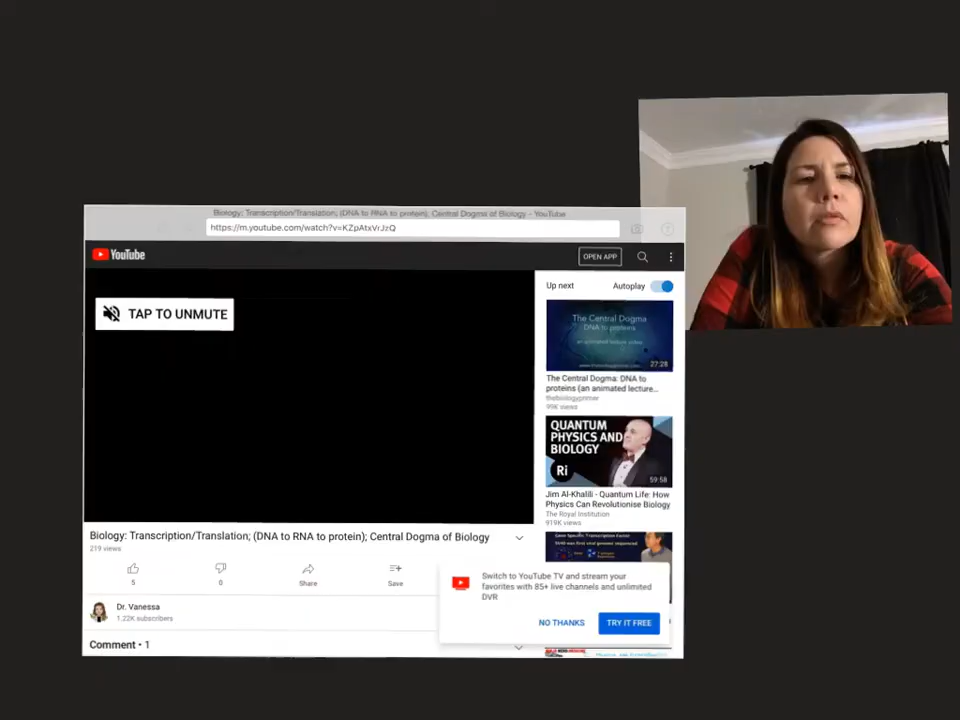 Biology: Transcription/Translation; (DNA to RNA to protein); Central Dogma of Biology - YouTube
https://m.youtube.com/watch?v=KZpAtxVrJzQ
YouTube
OPEN APP
TAP TO UNMUTE
Up next
Autoplay
The Central Dogma
DNA to proteins
an animated lecture video
27:28
The Central Dogma: DNA to
proteins (an animated lecture...
thebiologyprimer
99K views
QUANTUM
PHYSICS AND
BIOLOGY
Ri
59:58
Jim Al-Khalili - Quantum Life: How
Physics Can Revolutionise Biology
The Royal Institution
919K views
Biology: Transcription/Translation; (DNA to RNA to protein); Central Dogma of Biology
219 views
5
0
Share
Save
Dr. Vanessa
1.22K subscribers
Comment • 1
Switch to YouTube TV and stream your
favorites with 85+ live channels and unlimited
DVR
NO THANKS
TRY IT FREE